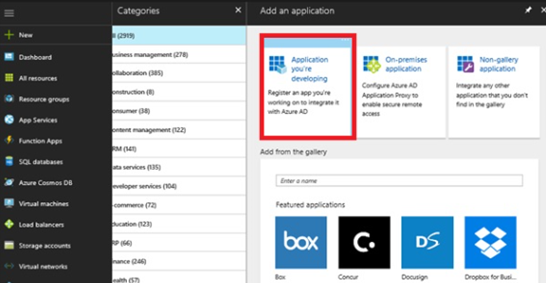 New
Dashboard
All resources
Resource groups
App Services
Function Apps
SQL databases
Azure Cosmos DB
Virtual machines
Load balancers
Storage accounts
Virtual networks
Categories
ll (2919)
usiness management (278)
ollaboration (385)
onstruction (8)
onsumer (38)
ontent management (122)
RM (141)
ata services (135)
eveloper services (104)
-commerce (72)
ducation (123)
RP (66)
nance (246)
ealth (57)
Add an application
Application
you're
developing
Register an app you're
working on to integrate it
with Azure AD
On-premises
application
Configure Azure AD
Application Proxy to
enable secure remote
access
Non-gallery
application
Integrate any other
application that you don't
find in the gallery
Add from the gallery
Enter a name
Featured applications
box
C.
DS
Box
Concur
Docusign
Dropbox for Busi...